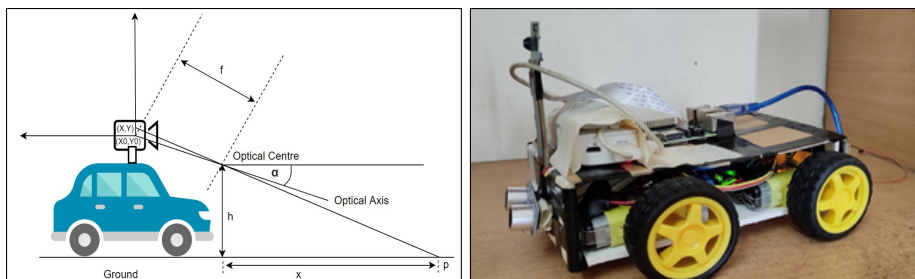 f
(X,Y)
(X0,Y0)
Optical Centre
α
Optical Axis
h
p
x
Ground